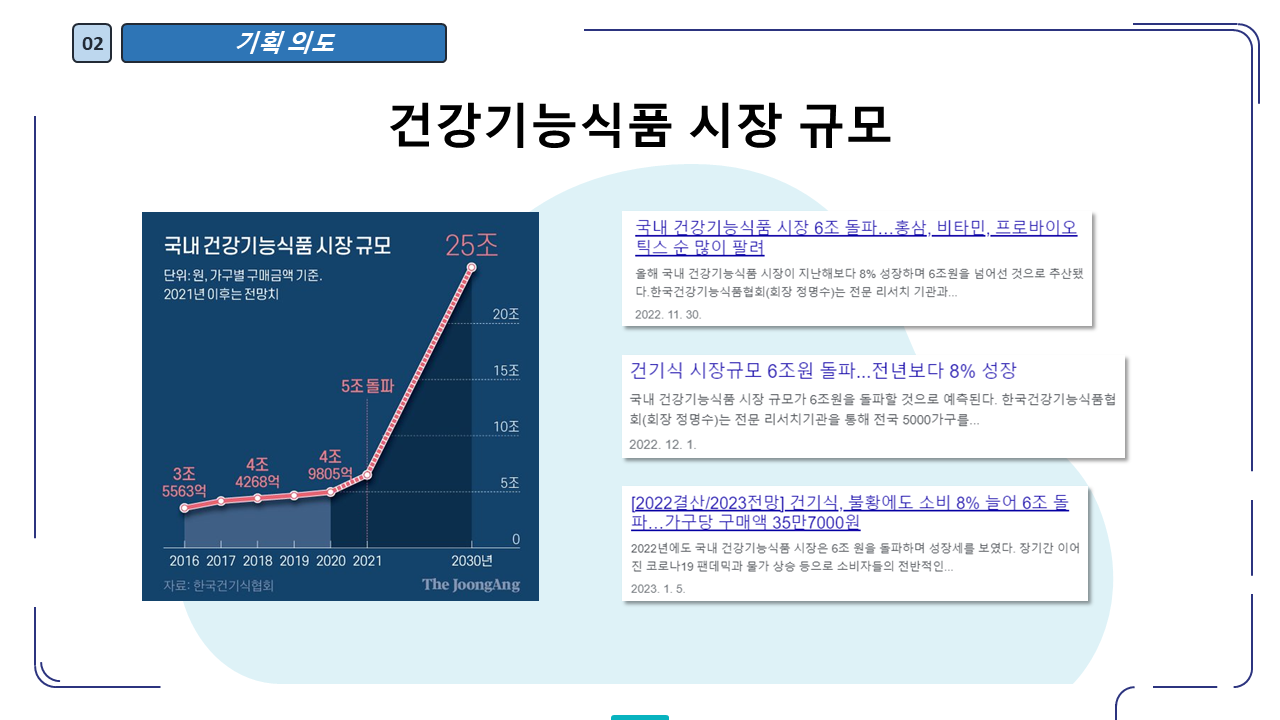 02
기획 의도
건강기능식품 시장 규모
국내 건강기능식품 시장 규모
단위: 원, 가구별 구매금액 기준.
2021년 이후는 전망치
25조
20조
15조
10조
5조
0
5조 돌파
3조
5563억
4조
4268억
4조
9805억
2016 2017 2018 2019 2020 2021 2030년
자료: 한국건기식협회
The JoongAng
국내 건강기능식품 시장 6조 돌파…홍삼, 비타민, 프로바이오
틱스 순 많이 팔려
올해 국내 건강기능식품 시장이 지난해보다 8% 성장하며 6조원을 넘어선 것으로 추산됐
다.한국건강기능식품협회(회장 정명수)는 전문 리서치 기관과...
2022. 11. 30.
건기식 시장규모 6조원 돌파...전년보다 8% 성장
국내 건강기능식품 시장 규모가 6조원을 돌파할 것으로 예측된다. 한국건강기능식품협
회(회장 정명수)는 전문 리서치기관을 통해 전국 5000가구를...
2022. 12. 1.
[2022결산/2023전망] 건기식, 불황에도 소비 8% 늘어 6조 돌
파…가구당 구매액 35만7000원
2022년에도 국내 건강기능식품 시장은 6조 원을 돌파하며 성장세를 보였다. 장기간 이어
진 코로나19 팬데믹과 물가 상승 등으로 소비자들의 전반적인...
2023. 1. 5.